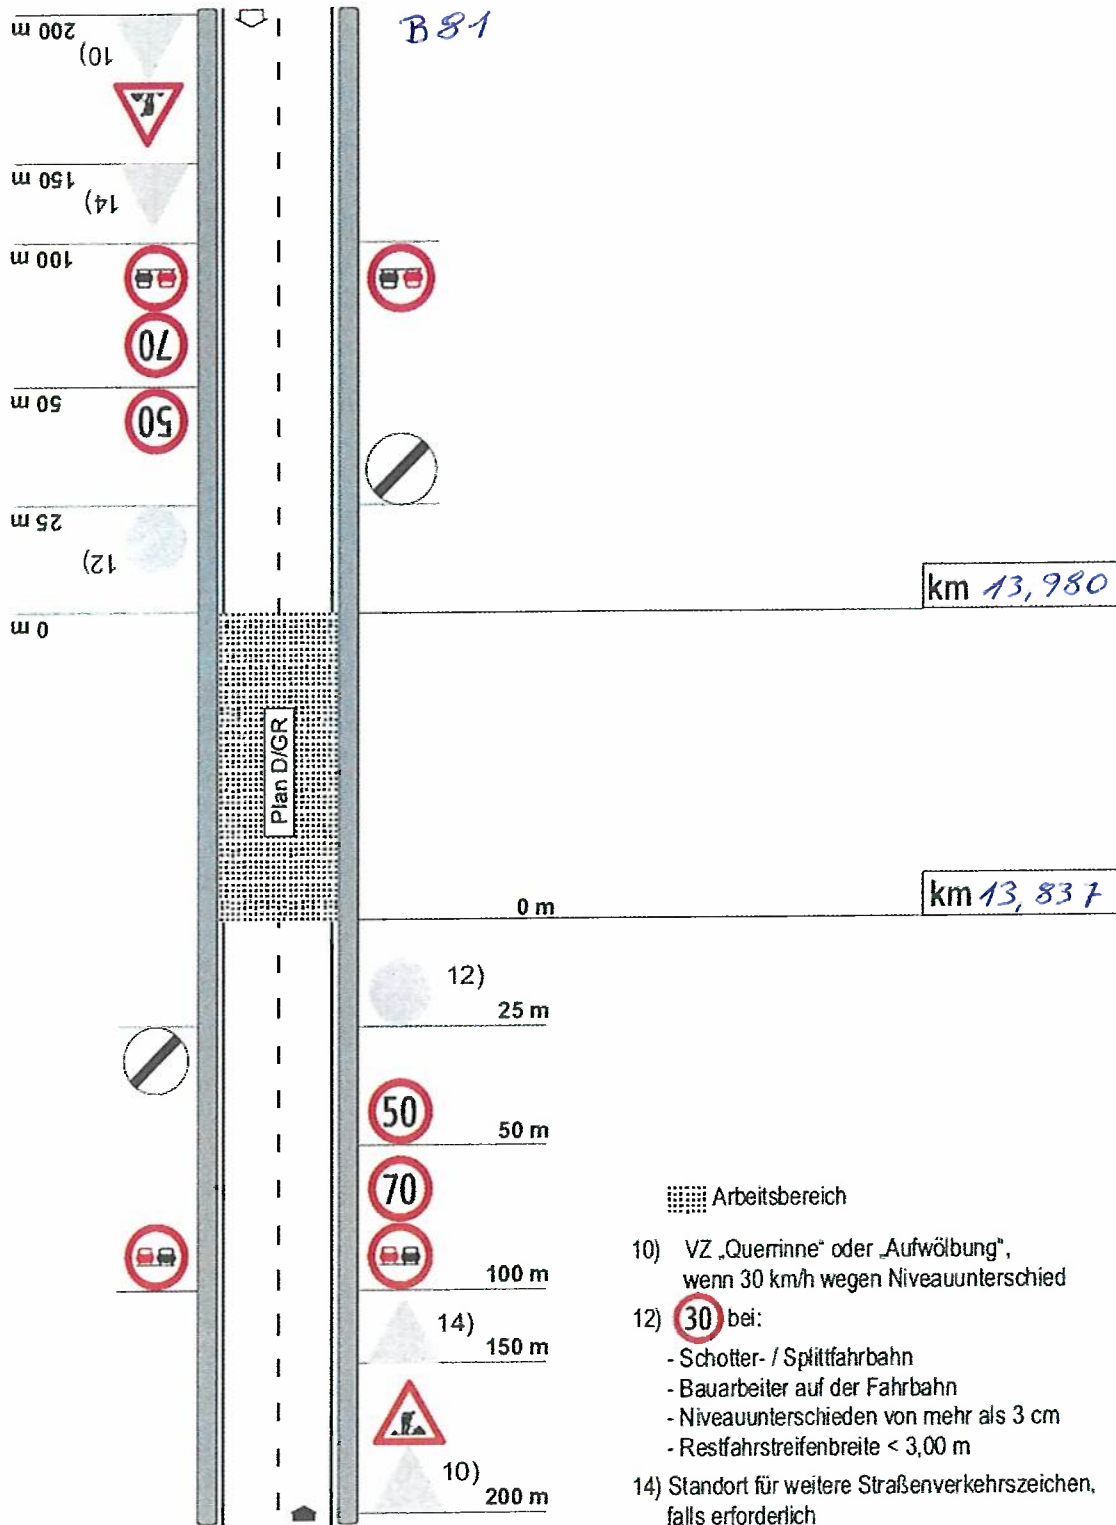 B 81
200 m
10)
150 m
14)
100 m
70
50 m
50
25 m
12)
0 m
km 13,980
Plan D/GR
km 13,837
0 m
12)
25 m
50
50 m
70
100 m
14)
150 m
10)
200 m
Arbeitsbereich
10) VZ „Querrinne" oder „Aufwölbung",
wenn 30 km/h wegen Niveauunterschied
12) 30 bei:
- Schotter- / Splittfahrbahn
- Bauarbeiter auf der Fahrbahn
- Niveauunterschieden von mehr als 3 cm
- Restfahrstreifenbreite < 3,00 m
14) Standort für weitere Straßenverkehrszeichen,
falls erforderlich